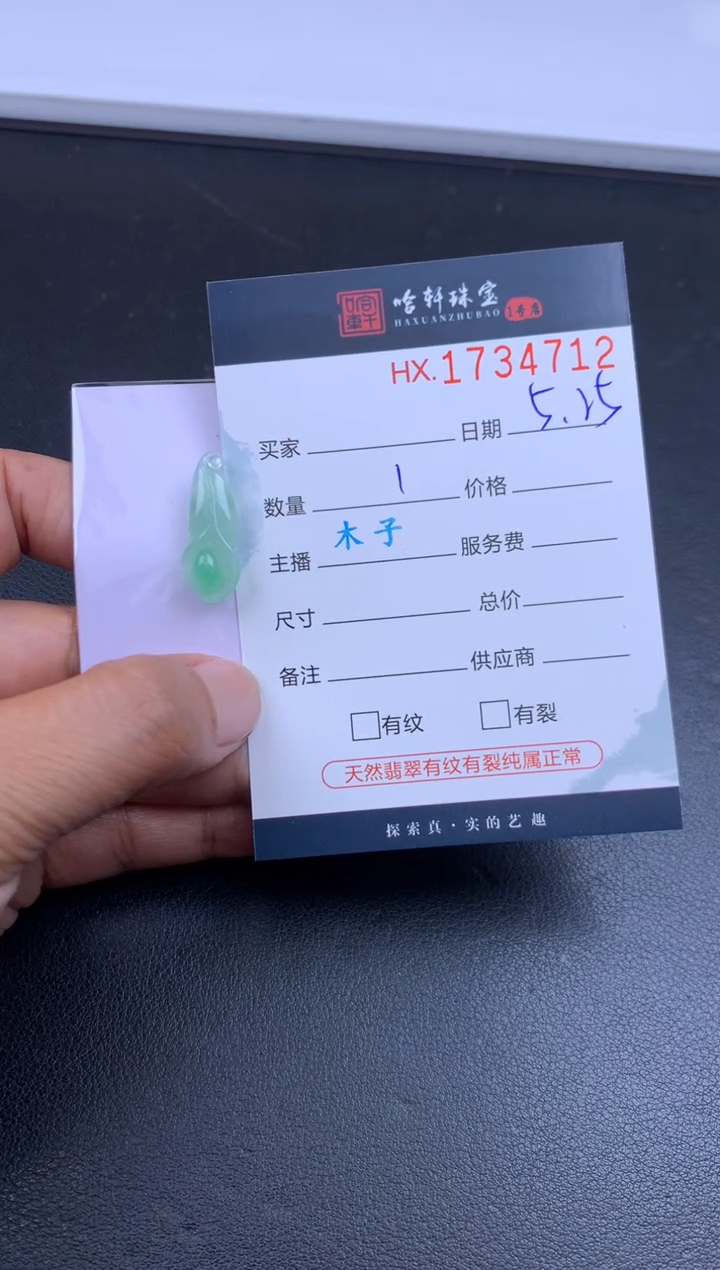 哈軒 哈轩珠宝 1号店
HAXUANZHUBAO
HX.1734712
买家 日期 5.25
数量 1 价格
主播 木子 服务费
尺寸 总价
备注 供应商
有纹 有裂
天然翡翠有纹有裂纯属正常
探索真·实的艺趣